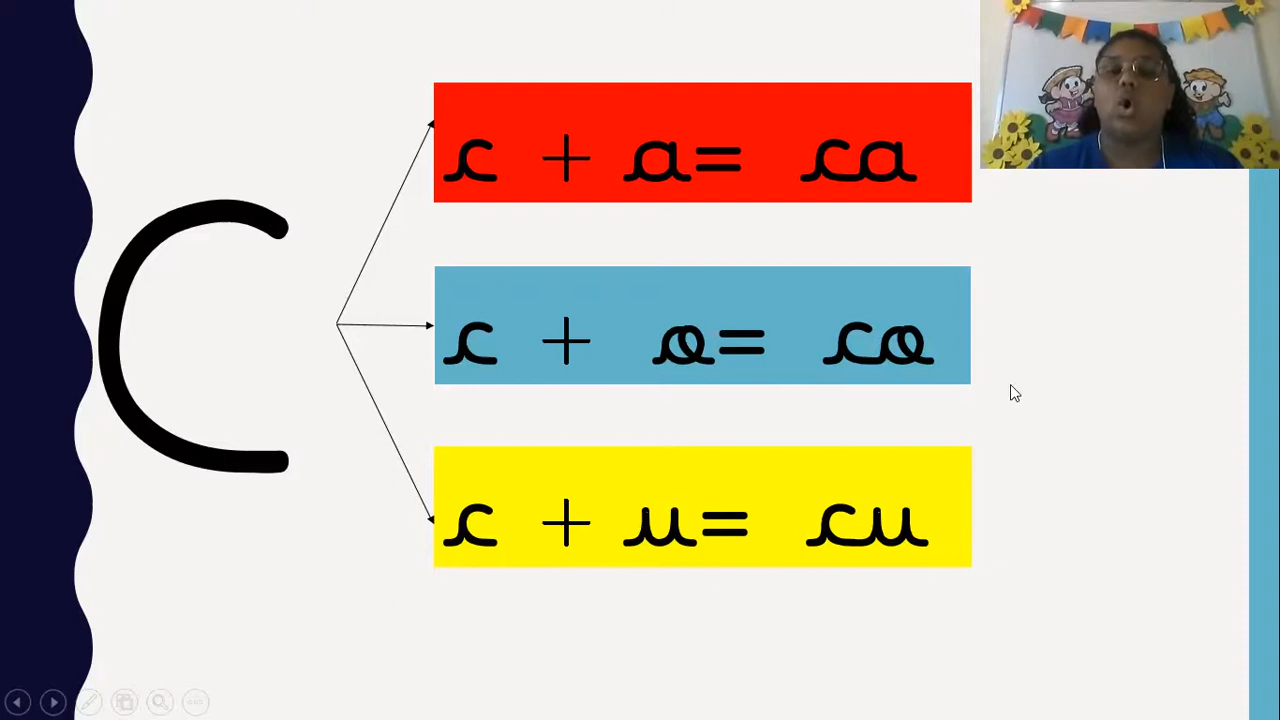 C
c + a= ca
c + o= co
c + u= cu